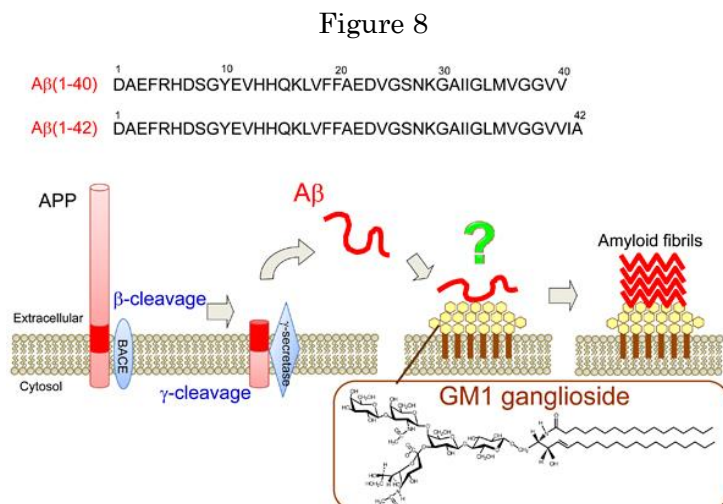 Figure 8
1 10 20 30 40
Aβ(1-40) DAEFRHDSGYEVHHQKLVFFAEDVGSNKGAIIGLMVGGVV
1 42
Aβ(1-42) DAEFRHDSGYEVHHQKLVFFAEDVGSNKGAIIGLMVGGVVIA
APP
Aβ
?
Amyloid fibrils
β-cleavage
Extracellular
BACE
γ-secretase
Cytosol
γ-cleavage
GM1 ganglioside